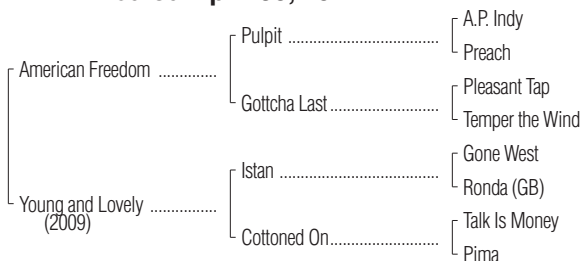 A.P. Indy
Pulpit
Preach
American Freedom
Pleasant Tap
Gottcha Last
Temper the Wind
Gone West
Istan
Ronda (GB)
Young and Lovely
(2009)
Talk Is Money
Cottoned On
Pima